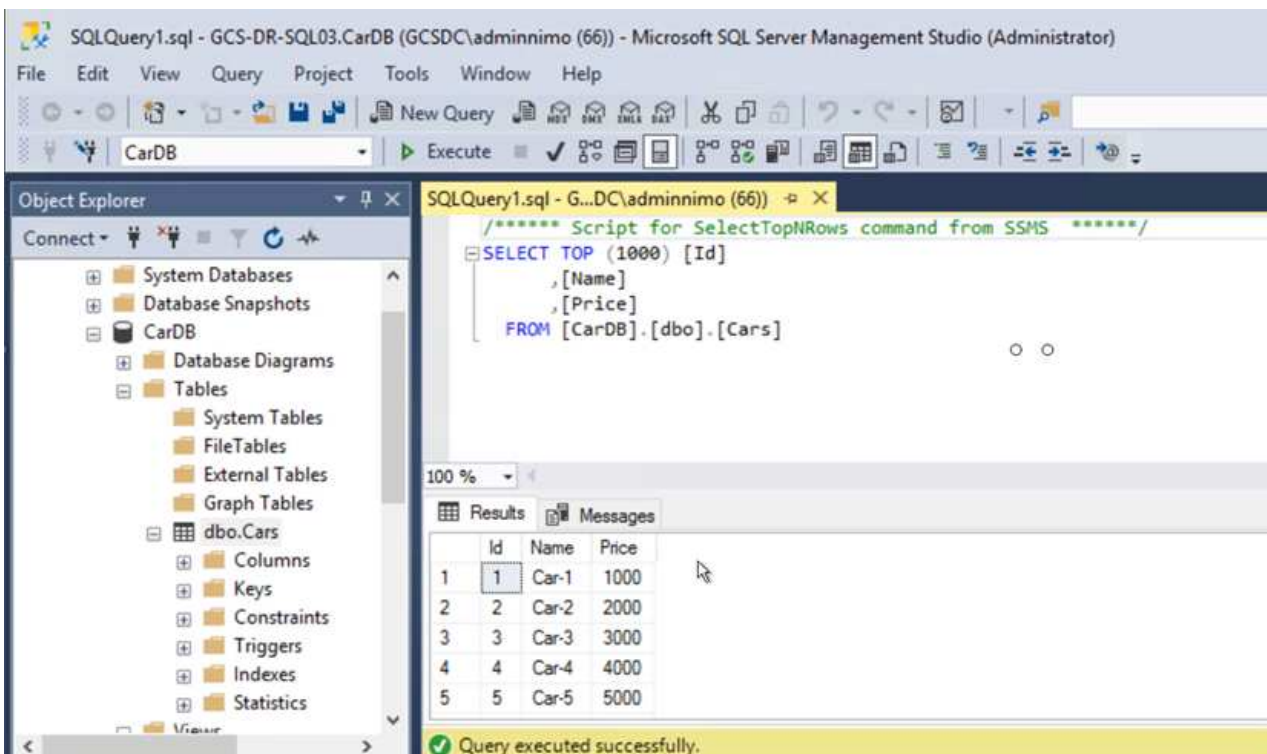 SQLQuery1.sql - GCS-DR-SQL03.CarDB (GCSDC\adminnimo (66)) - Microsoft SQL Server Management Studio (Administrator)
File Edit View Query Project Tools Window Help
New Query MDX DMX XMLA DAX
CarDB Execute
Object Explorer
Connect
System Databases
Database Snapshots
CarDB
Database Diagrams
Tables
System Tables
FileTables
External Tables
Graph Tables
dbo.Cars
Columns
Keys
Constraints
Triggers
Indexes
Statistics
Views
SQLQuery1.sql - G...DC\adminnimo (66))
/****** Script for SelectTopNRows command from SSMS ******/
SELECT TOP (1000) [Id]
,[Name]
,[Price]
FROM [CarDB].[dbo].[Cars]
100 %
Results Messages
Id Name Price
1 1 Car-1 1000
2 2 Car-2 2000
3 3 Car-3 3000
4 4 Car-4 4000
5 5 Car-5 5000
Query executed successfully.